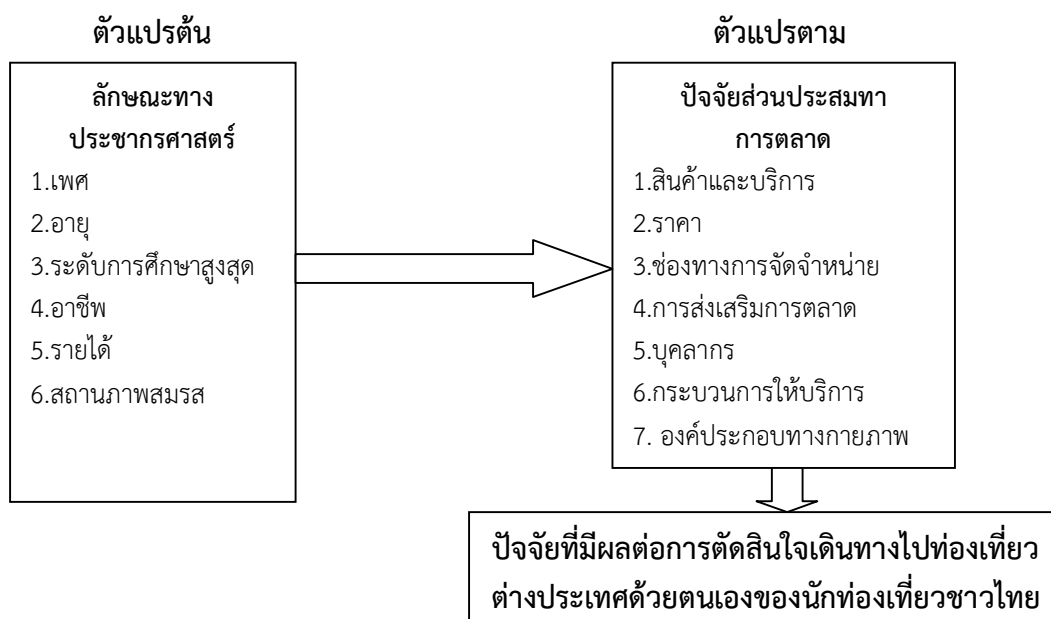 ตัวแปรต้น
ตัวแปรตาม
ลักษณะทาง
ประชากรศาสตร์
1.เพศ
2.อายุ
3.ระดับการศึกษาสูงสุด
4.อาชีพ
5.รายได้
6.สถานภาพสมรส
ปัจจัยส่วนประสมทา
การตลาด
1.สินค้าและบริการ
2.ราคา
3.ช่องทางการจัดจำหน่าย
4.การส่งเสริมการตลาด
5.บุคลากร
6.กระบวนการให้บริการ
7. องค์ประกอบทางกายภาพ
ปัจจัยที่มีผลต่อการตัดสินใจเดินทางไปท่องเที่ยว
ต่างประเทศด้วยตนเองของนักท่องเที่ยวชาวไทย